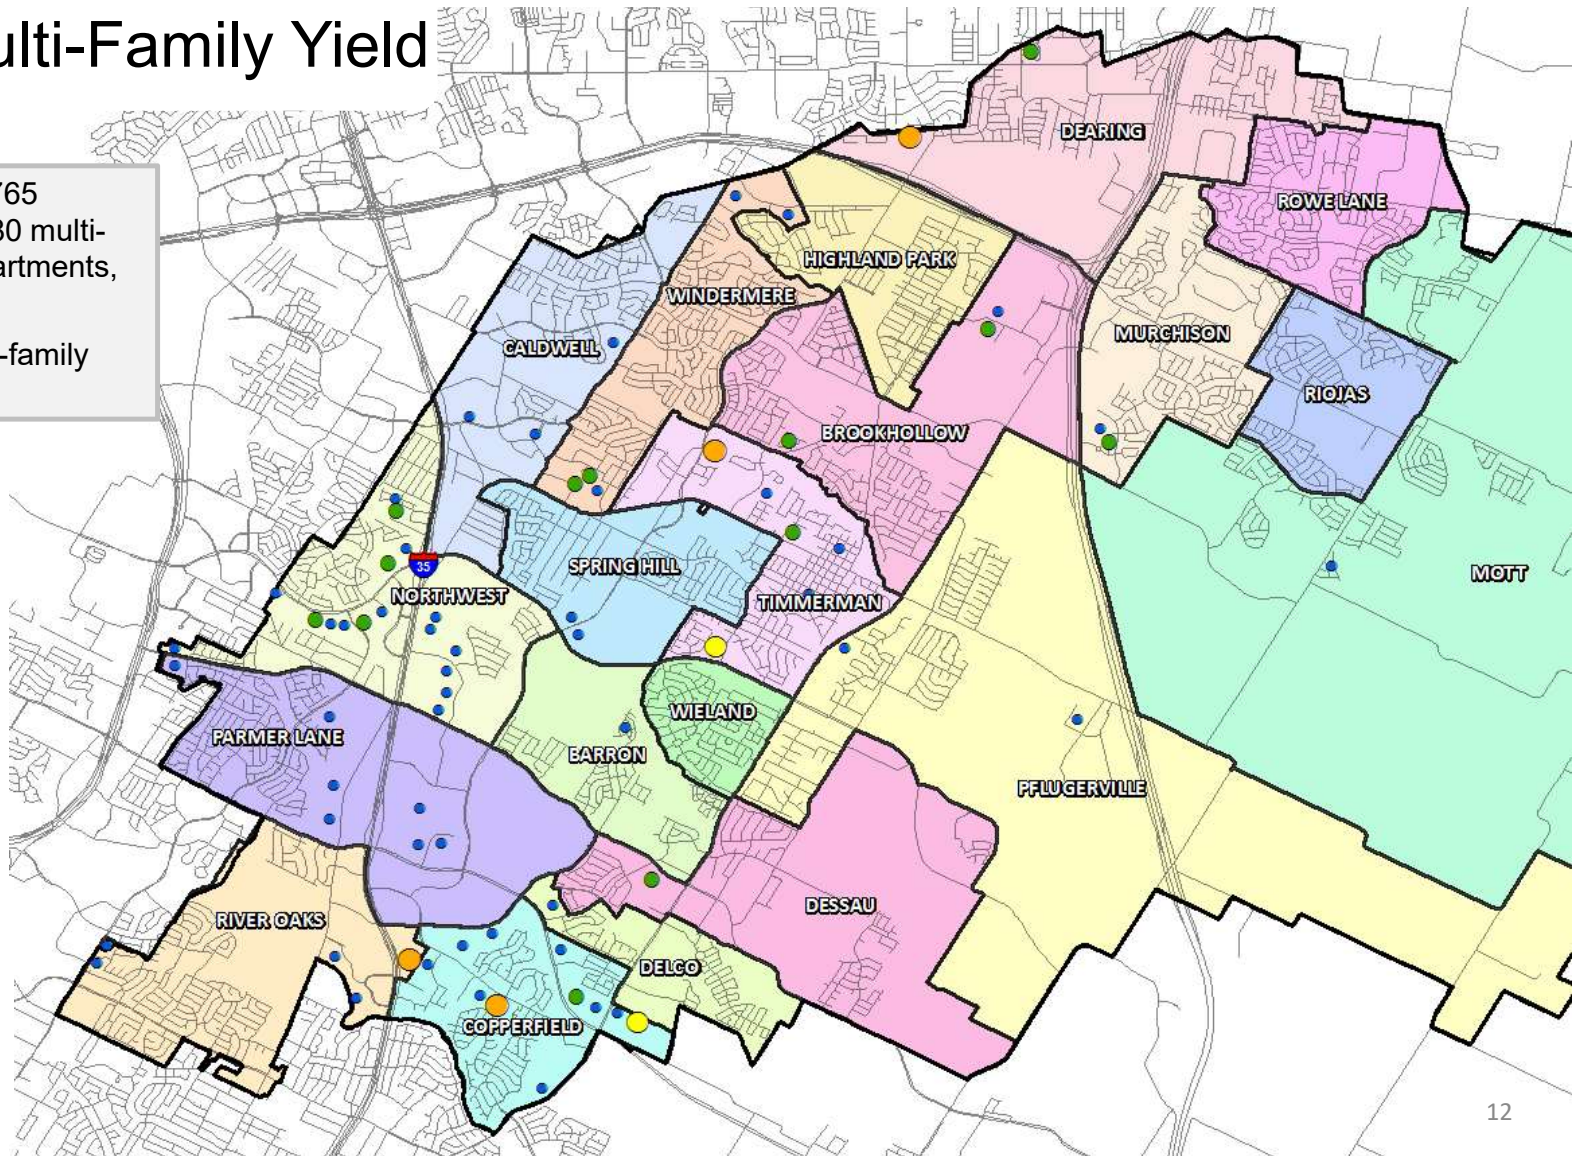 ulti-Family Yield
765
30 multi-
artments,
-family
DEARING
ROWE LANE
HIGHLAND PARK
WINDERMERE
MURCHISON
CALDWELL
RIOJAS
BROOKHOLLOW
35
SPRING HILL
MOTT
NORTHWEST
TIMMERMAN
WIELAND
PARMER LANE
BARRON
PFLUGERVILLE
DESSAU
RIVER OAKS
DELCO
COPPERFIELD
12